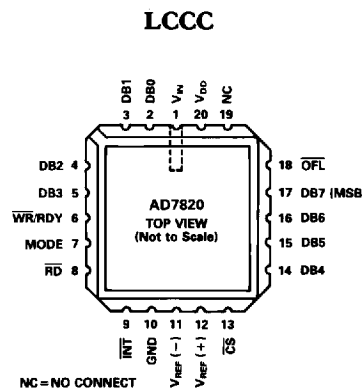 LCCC
DB1 DB0 VIN VDD NC
3 2 1 20 19
DB2 4
DB3 5
WR/RDY 6
MODE 7
RD 8
AD7820
TOP VIEW
(Not to Scale)
18 OFL
17 DB7 (MSB
16 DB6
15 DB5
14 DB4
9 10 11 12 13
INT GND VREF (−) VREF (+) CS
NC = NO CONNECT